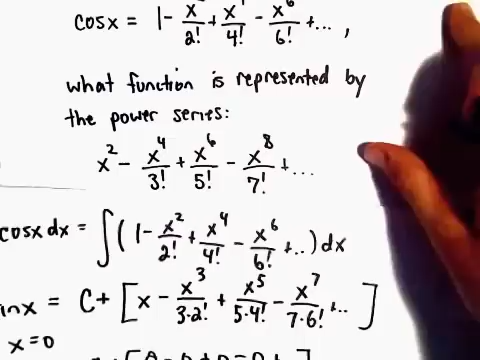 cosx = 1 - x²/2! + x⁴/4! - x⁶/6! + ... ,
what function is represented by
the power series:
x² - x⁴/3! + x⁶/5! - x⁸/7! + ...
cosx dx = ∫(1 - x²/2! + x⁴/4! - x⁶/6! + ..) dx
inx = C + [x - x³/3·2! + x⁵/5·4! - x⁷/7·6! + ..]
x=0